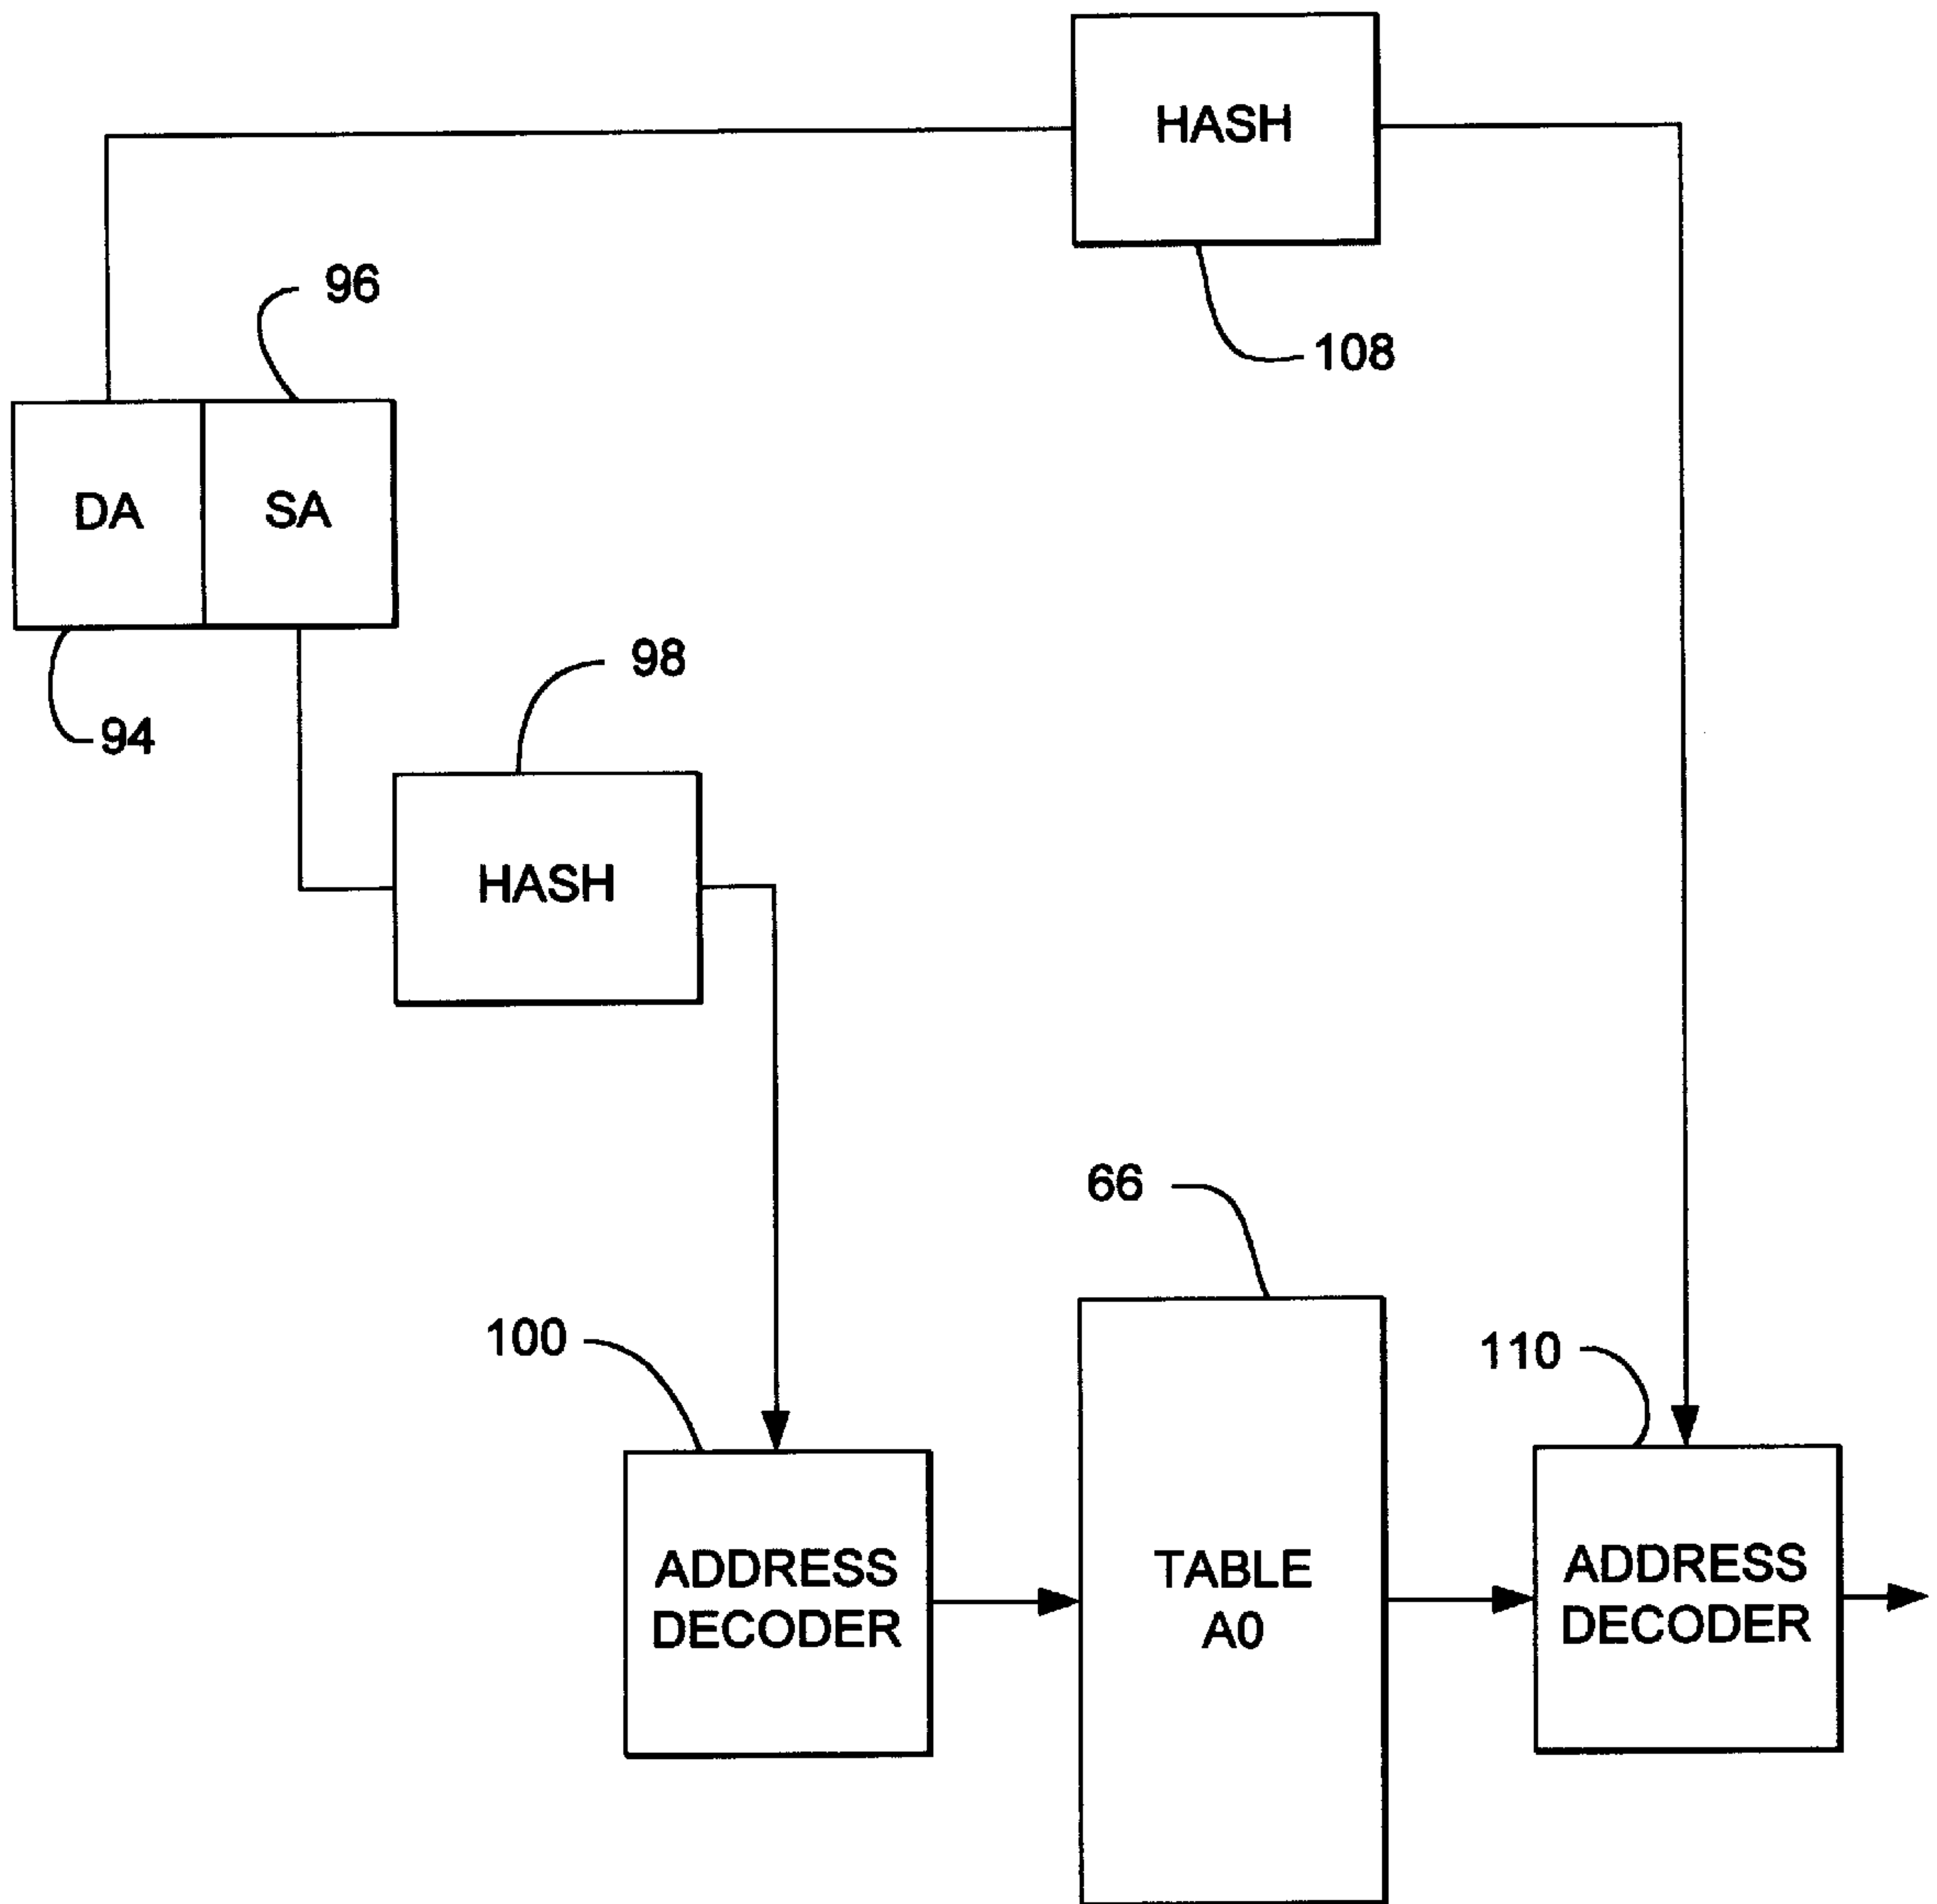 HASH
96
108
DA
SA
98
94
HASH
66
100
110
ADDRESS
DECODER
TABLE
A0
ADDRESS
DECODER